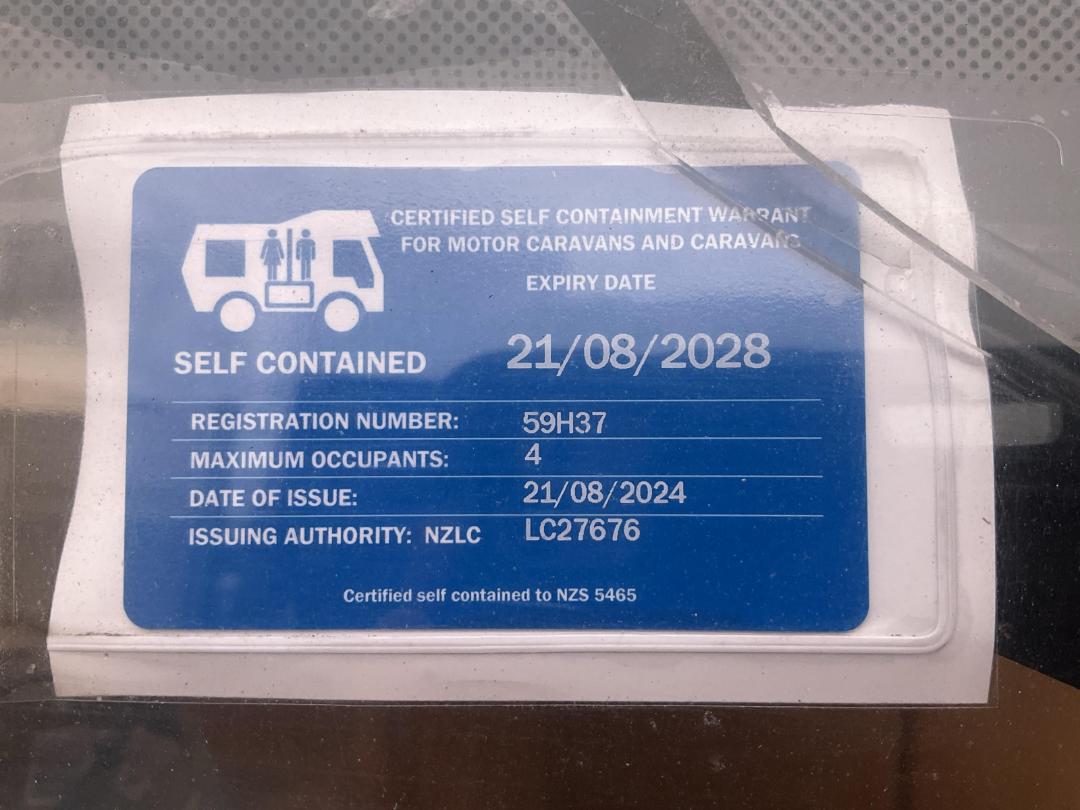 CERTIFIED SELF CONTAINMENT WARRANT
FOR MOTOR CARAVANS AND CARAVANS
EXPIRY DATE
SELF CONTAINED 21/08/2028
REGISTRATION NUMBER: 59H37
MAXIMUM OCCUPANTS: 4
DATE OF ISSUE: 21/08/2024
ISSUING AUTHORITY: NZLC LC27676
Certified self contained to NZS 5465